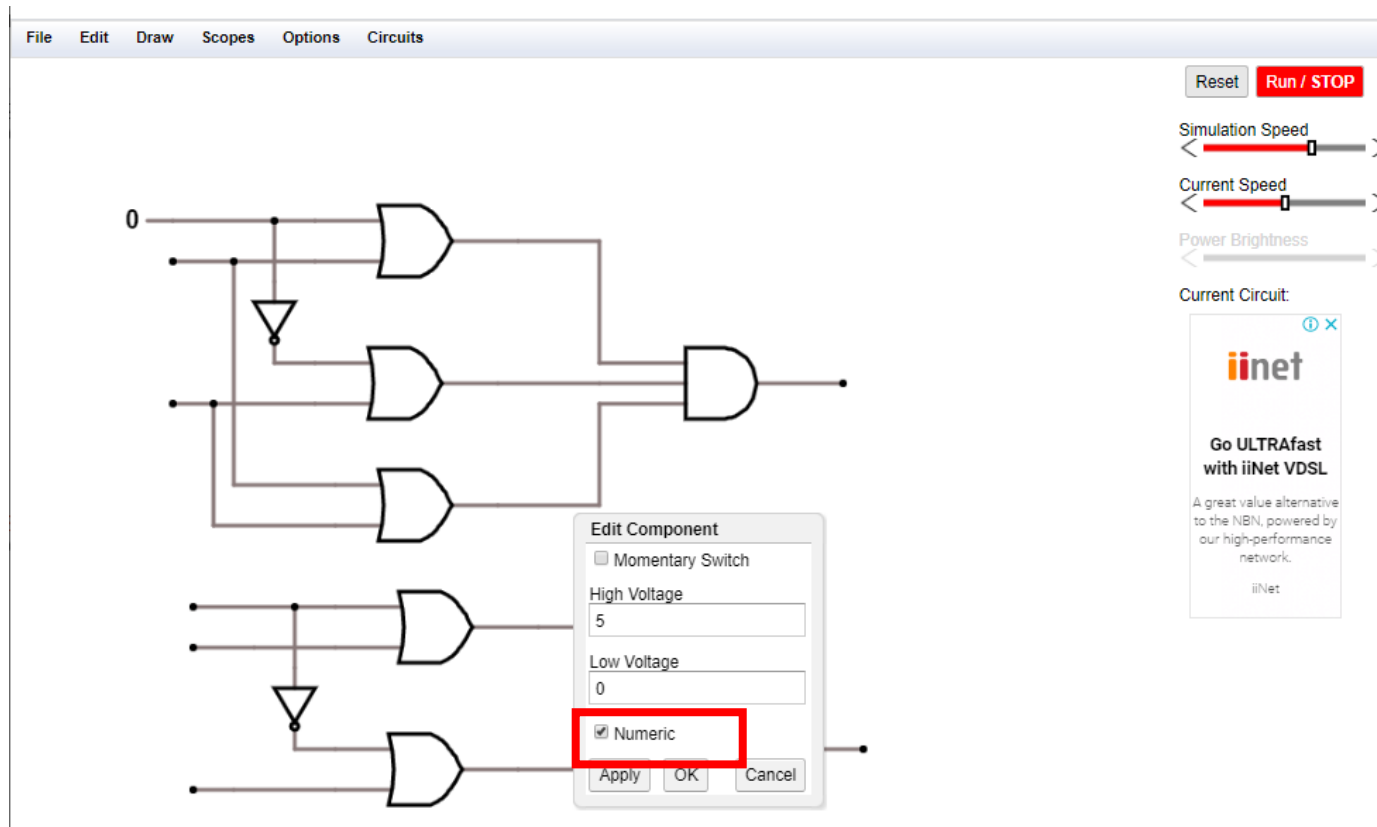 File Edit Draw Scopes Options Circuits
Reset Run / STOP
Simulation Speed
Current Speed
Power Brightness
Current Circuit:
iinet
Go ULTRAfast
with iiNet VDSL
A great value alternative
to the NBN, powered by
our high-performance
network.
iiNet
0
Edit Component
Momentary Switch
High Voltage
5
Low Voltage
0
Numeric
Apply OK Cancel